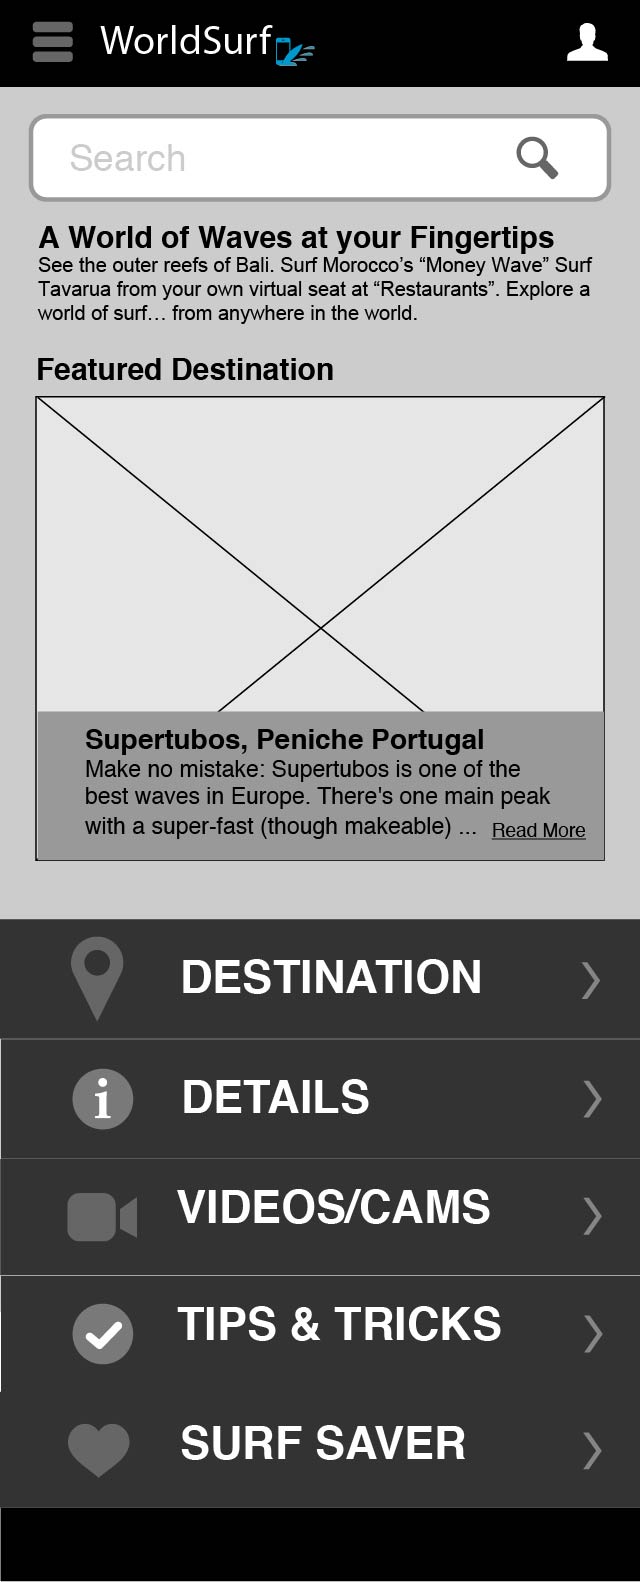 WorldSurf
Search
A World of Waves at your Fingertips
See the outer reefs of Bali. Surf Morocco’s “Money Wave” Surf
Tavarua from your own virtual seat at “Restaurants”. Explore a
world of surf… from anywhere in the world.
Featured Destination
Supertubos, Peniche Portugal
Make no mistake: Supertubos is one of the
best waves in Europe. There's one main peak
with a super-fast (though makeable) ... Read More
DESTINATION
DETAILS
VIDEOS/CAMS
TIPS & TRICKS
SURF SAVER